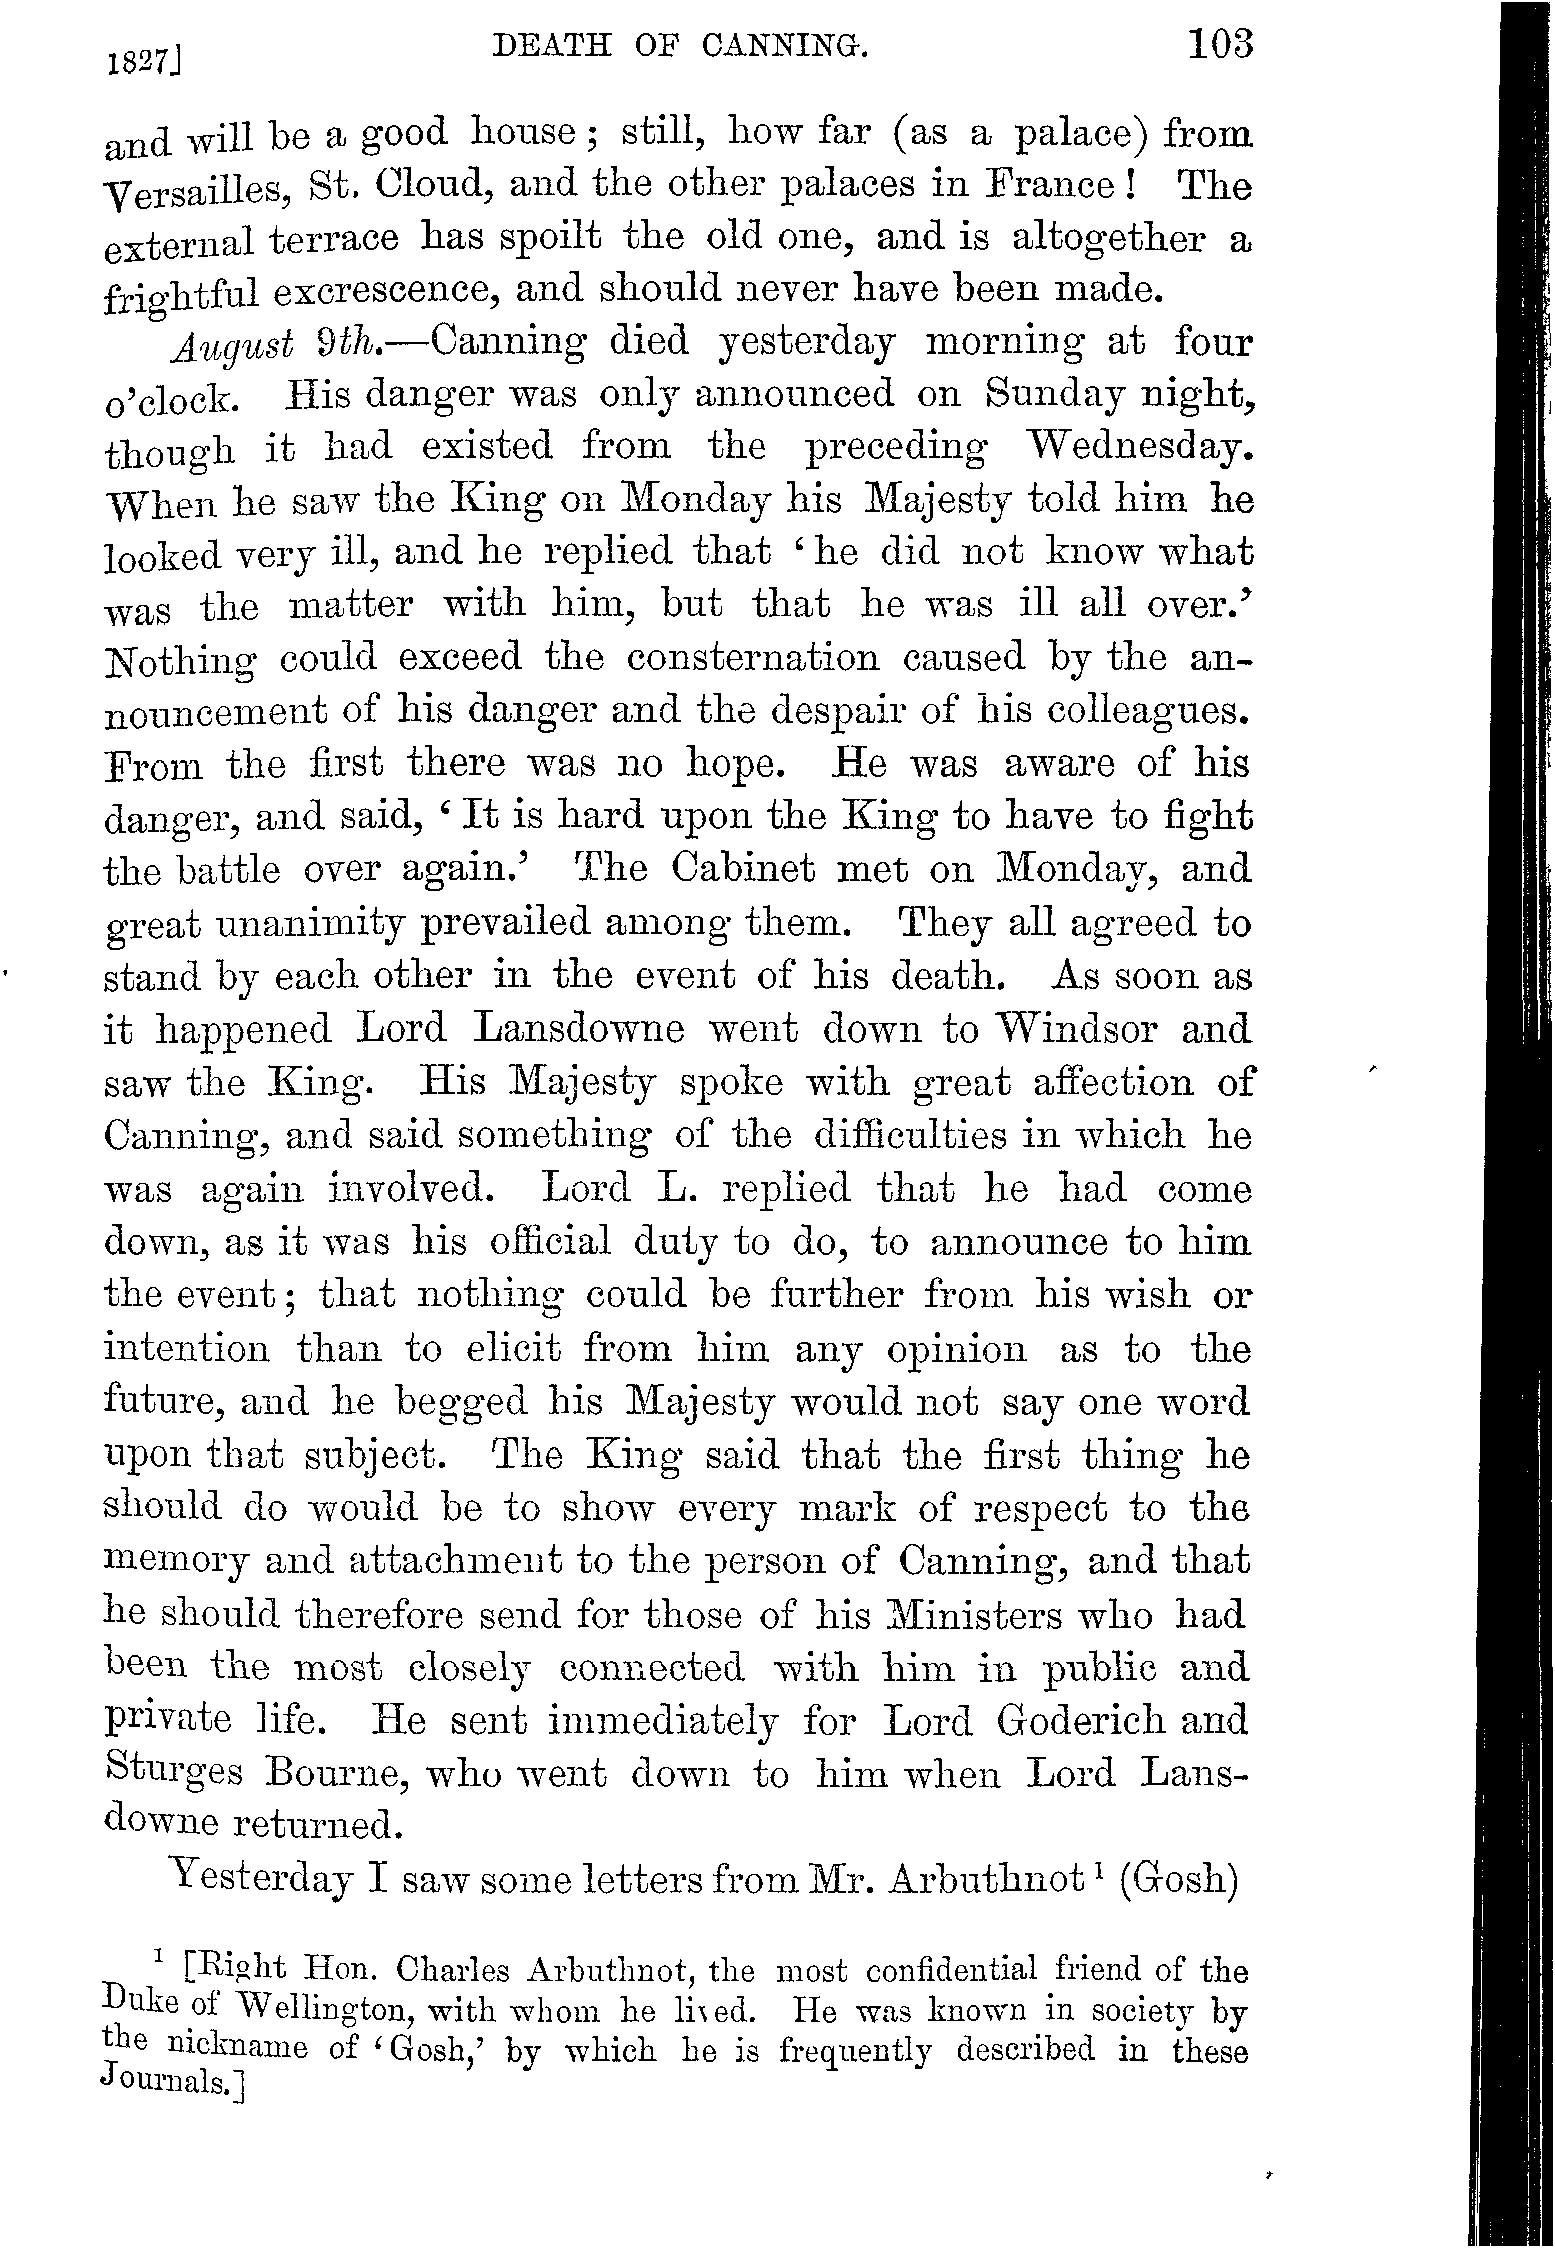 1827] DEATH OF CANNING. 103
and will be a good house; still, how far (as a palace) from
Versailles, St. Cloud, and the other palaces in France! The
external terrace has spoilt the old one, and is altogether a
frightful excrescence, and should never have been made.
August 9th.—Canning died yesterday morning at four
o'clock. His danger was only announced on Sunday night,
though it had existed from the preceding Wednesday.
When he saw the King on Monday his Majesty told him he
looked very ill, and he replied that 'he did not know what
was the matter with him, but that he was ill all over.'
Nothing could exceed the consternation caused by the an-
nouncement of his danger and the despair of his colleagues.
From the first there was no hope. He was aware of his
danger, and said, 'It is hard upon the King to have to fight
the battle over again.' The Cabinet met on Monday, and
great unanimity prevailed among them. They all agreed to
stand by each other in the event of his death. As soon as
it happened Lord Lansdowne went down to Windsor and
saw the King. His Majesty spoke with great affection of
Canning, and said something of the difficulties in which he
was again involved. Lord L. replied that he had come
down, as it was his official duty to do, to announce to him
the event; that nothing could be further from his wish or
intention than to elicit from him any opinion as to the
future, and he begged his Majesty would not say one word
upon that subject. The King said that the first thing he
should do would be to show every mark of respect to the
memory and attachment to the person of Canning, and that
he should therefore send for those of his Ministers who had
been the most closely connected with him in public and
private life. He sent immediately for Lord Goderich and
Sturges Bourne, who went down to him when Lord Lans-
downe returned.
Yesterday I saw some letters from Mr. Arbuthnot¹ (Gosh)
¹ [Right Hon. Charles Arbuthnot, the most confidential friend of the
Duke of Wellington, with whom he lived. He was known in society by
the nickname of 'Gosh,' by which he is frequently described in these
Journals.]